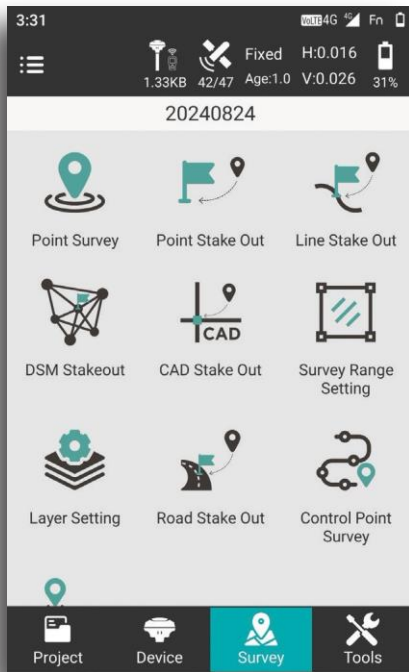 3:31
VoLTE 4G 4G Fn
Fixed H:0.016
1.33KB 42/47 Age:1.0 V:0.026 31%
20240824
Point Survey Point Stake Out Line Stake Out
CAD
DSM Stakeout CAD Stake Out Survey Range
Setting
Layer Setting Road Stake Out Control Point
Survey
Project Device Survey Tools